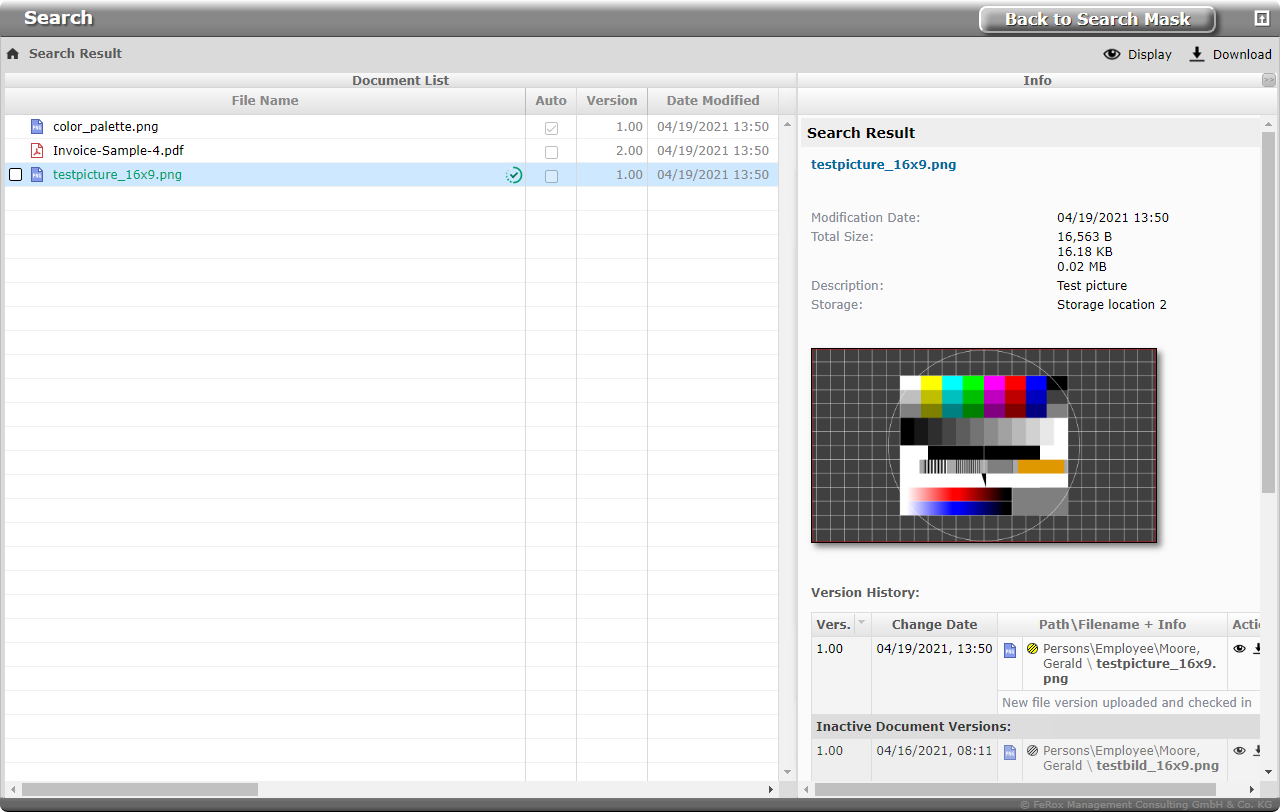 Search
Back to Search Mask
Search Result
Display
Download
Document List
Info
>>
File Name
Auto
Version
Date Modified
color_palette.png
1.00
04/19/2021 13:50
Invoice-Sample-4.pdf
2.00
04/19/2021 13:50
testpicture_16x9.png
1.00
04/19/2021 13:50
Search Result
testpicture_16x9.png
Modification Date:
04/19/2021 13:50
Total Size:
16,563 B
16.18 KB
0.02 MB
Description:
Test picture
Storage:
Storage location 2
Version History:
Vers.
Change Date
Path\Filename + Info
Actio
1.00
04/19/2021, 13:50
Persons\Employee\Moore,
Gerald \ testpicture_16x9.
png
New file version uploaded and checked in
Inactive Document Versions:
1.00
04/16/2021, 08:11
Persons\Employee\Moore,
Gerald \ testbild_16x9.png
© FeRox Management Consulting GmbH & Co. KG